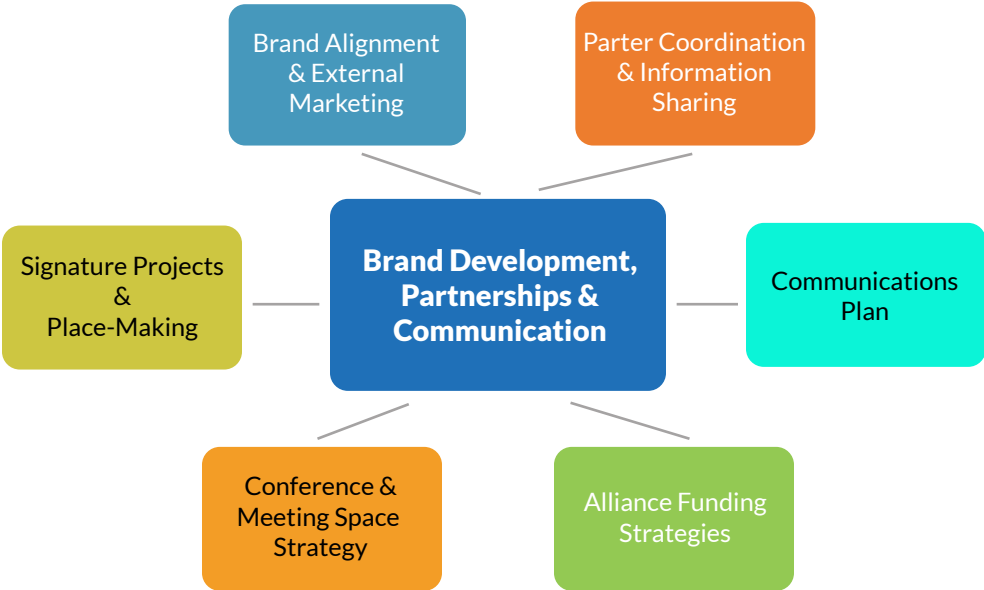 Brand Alignment
& External
Marketing
Parter Coordination
& Information
Sharing
Signature Projects
&
Place-Making
Brand Development,
Partnerships &
Communication
Communications
Plan
Conference &
Meeting Space
Strategy
Alliance Funding
Strategies